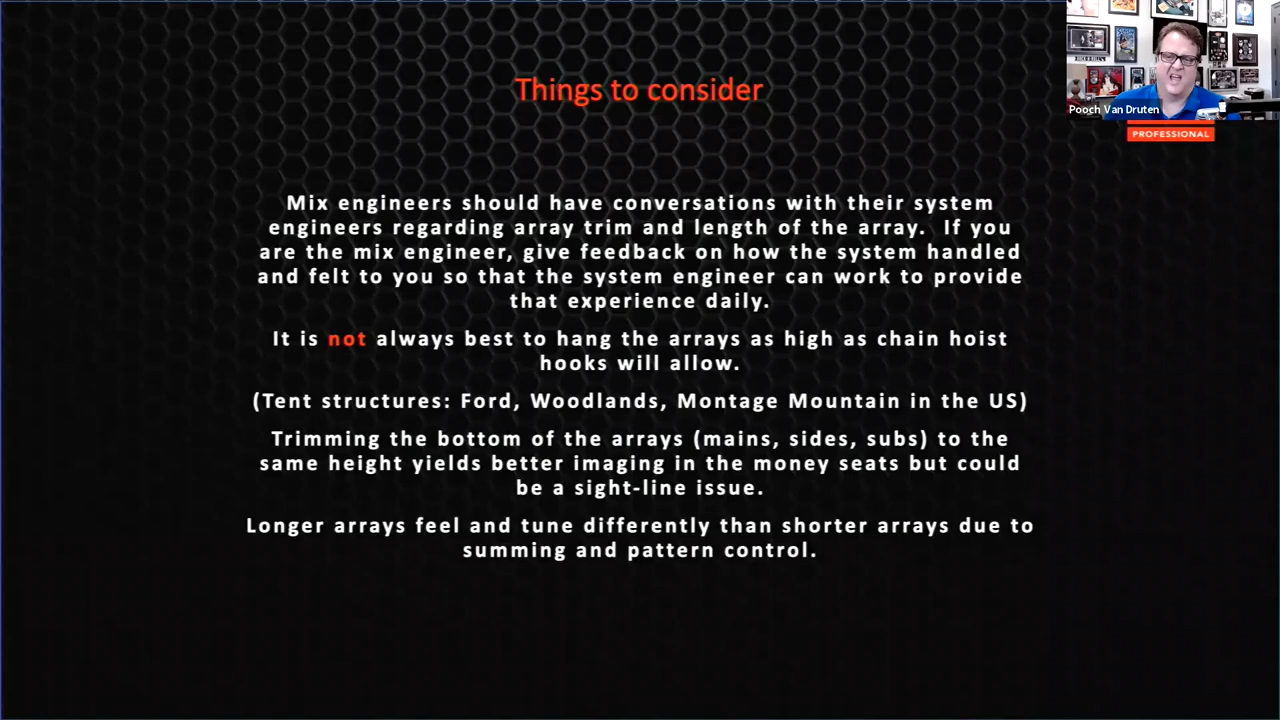 Things to consider
Pooch Van Druten
PROFESSIONAL
Mix engineers should have conversations with their system
engineers regarding array trim and length of the array. If you
are the mix engineer, give feedback on how the system handled
and felt to you so that the system engineer can work to provide
that experience daily.
It is not always best to hang the arrays as high as chain hoist
hooks will allow.
(Tent structures: Ford, Woodlands, Montage Mountain in the US)
Trimming the bottom of the arrays (mains, sides, subs) to the
same height yields better imaging in the money seats but could
be a sight-line issue.
Longer arrays feel and tune differently than shorter arrays due to
summing and pattern control.